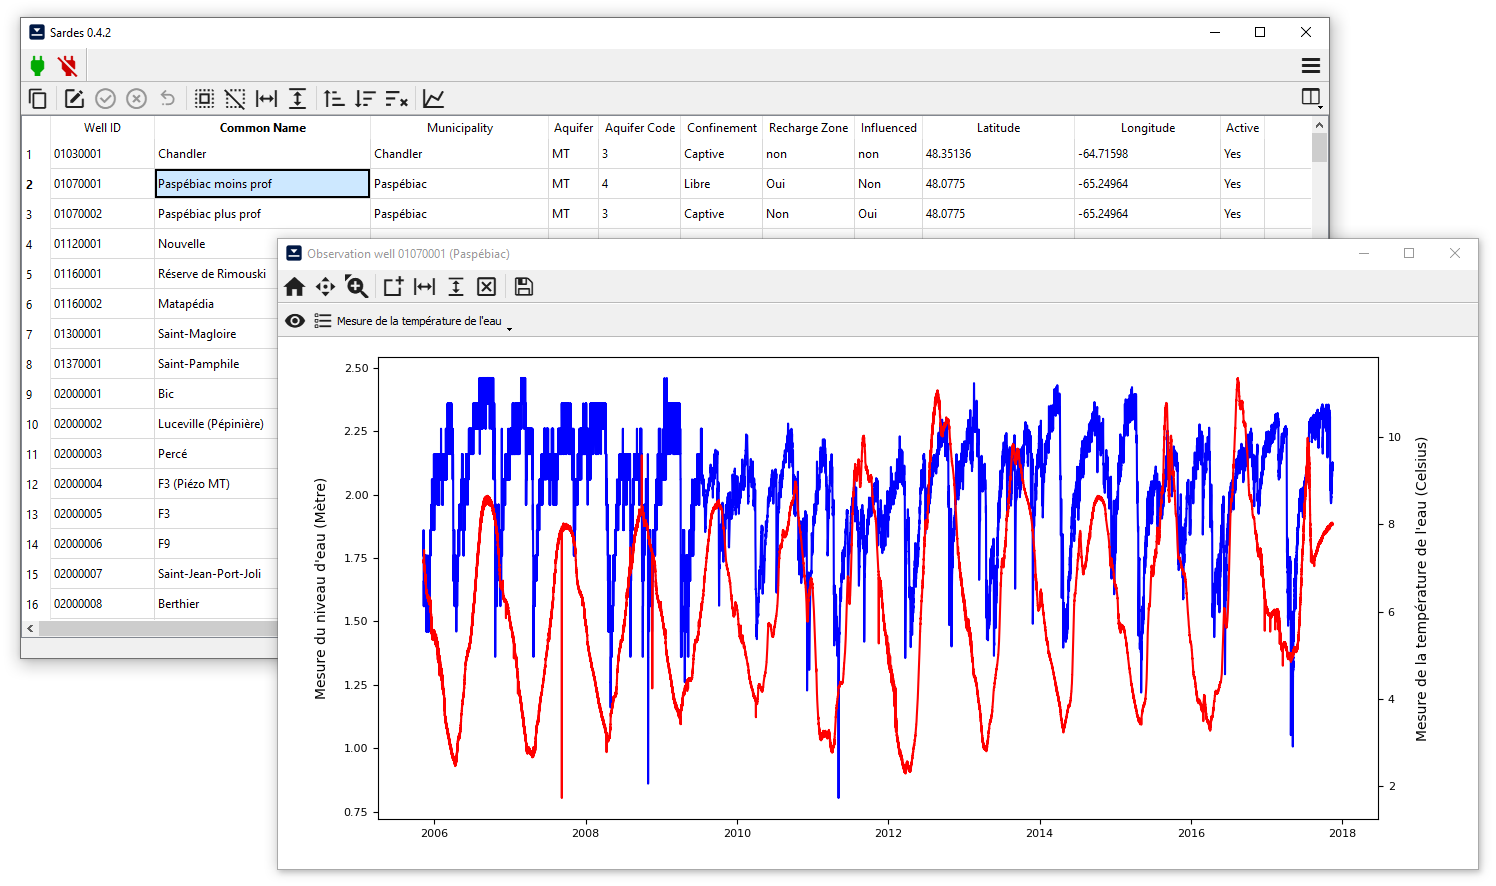 Sardes 0.4.2
Well ID Common Name Municipality Aquifer Aquifer Code Confinement Recharge Zone Influenced Latitude Longitude Active
1 01030001 Chandler Chandler MT 3 Captive non non 48.35136 -64.71598 Yes
2 01070001 Paspébiac moins prof Paspébiac MT 4 Libre Oui Non 48.0775 -65.24964 Yes
3 01070002 Paspébiac plus prof Paspébiac MT 3 Captive Non Oui 48.0775 -65.24964 Yes
4 01120001 Nouvelle
5 01160001 Réserve de Rimouski
6 01160002 Matapédia
7 01300001 Saint-Magloire
8 01370001 Saint-Pamphile
9 02000001 Bic
10 02000002 Luceville (Pépinière)
11 02000003 Percé
12 02000004 F3 (Piézo MT)
13 02000005 F3
14 02000006 F9
15 02000007 Saint-Jean-Port-Joli
16 02000008 Berthier
Observation well 01070001 (Paspébiac)
Mesure de la température de l'eau
Mesure du niveau d'eau (Mètre)
2.50
2.25
2.00
1.75
1.50
1.25
1.00
0.75
2006 2008 2010 2012 2014 2016 2018
10
8
6
4
2
Mesure de la température de l'eau (Celsius)